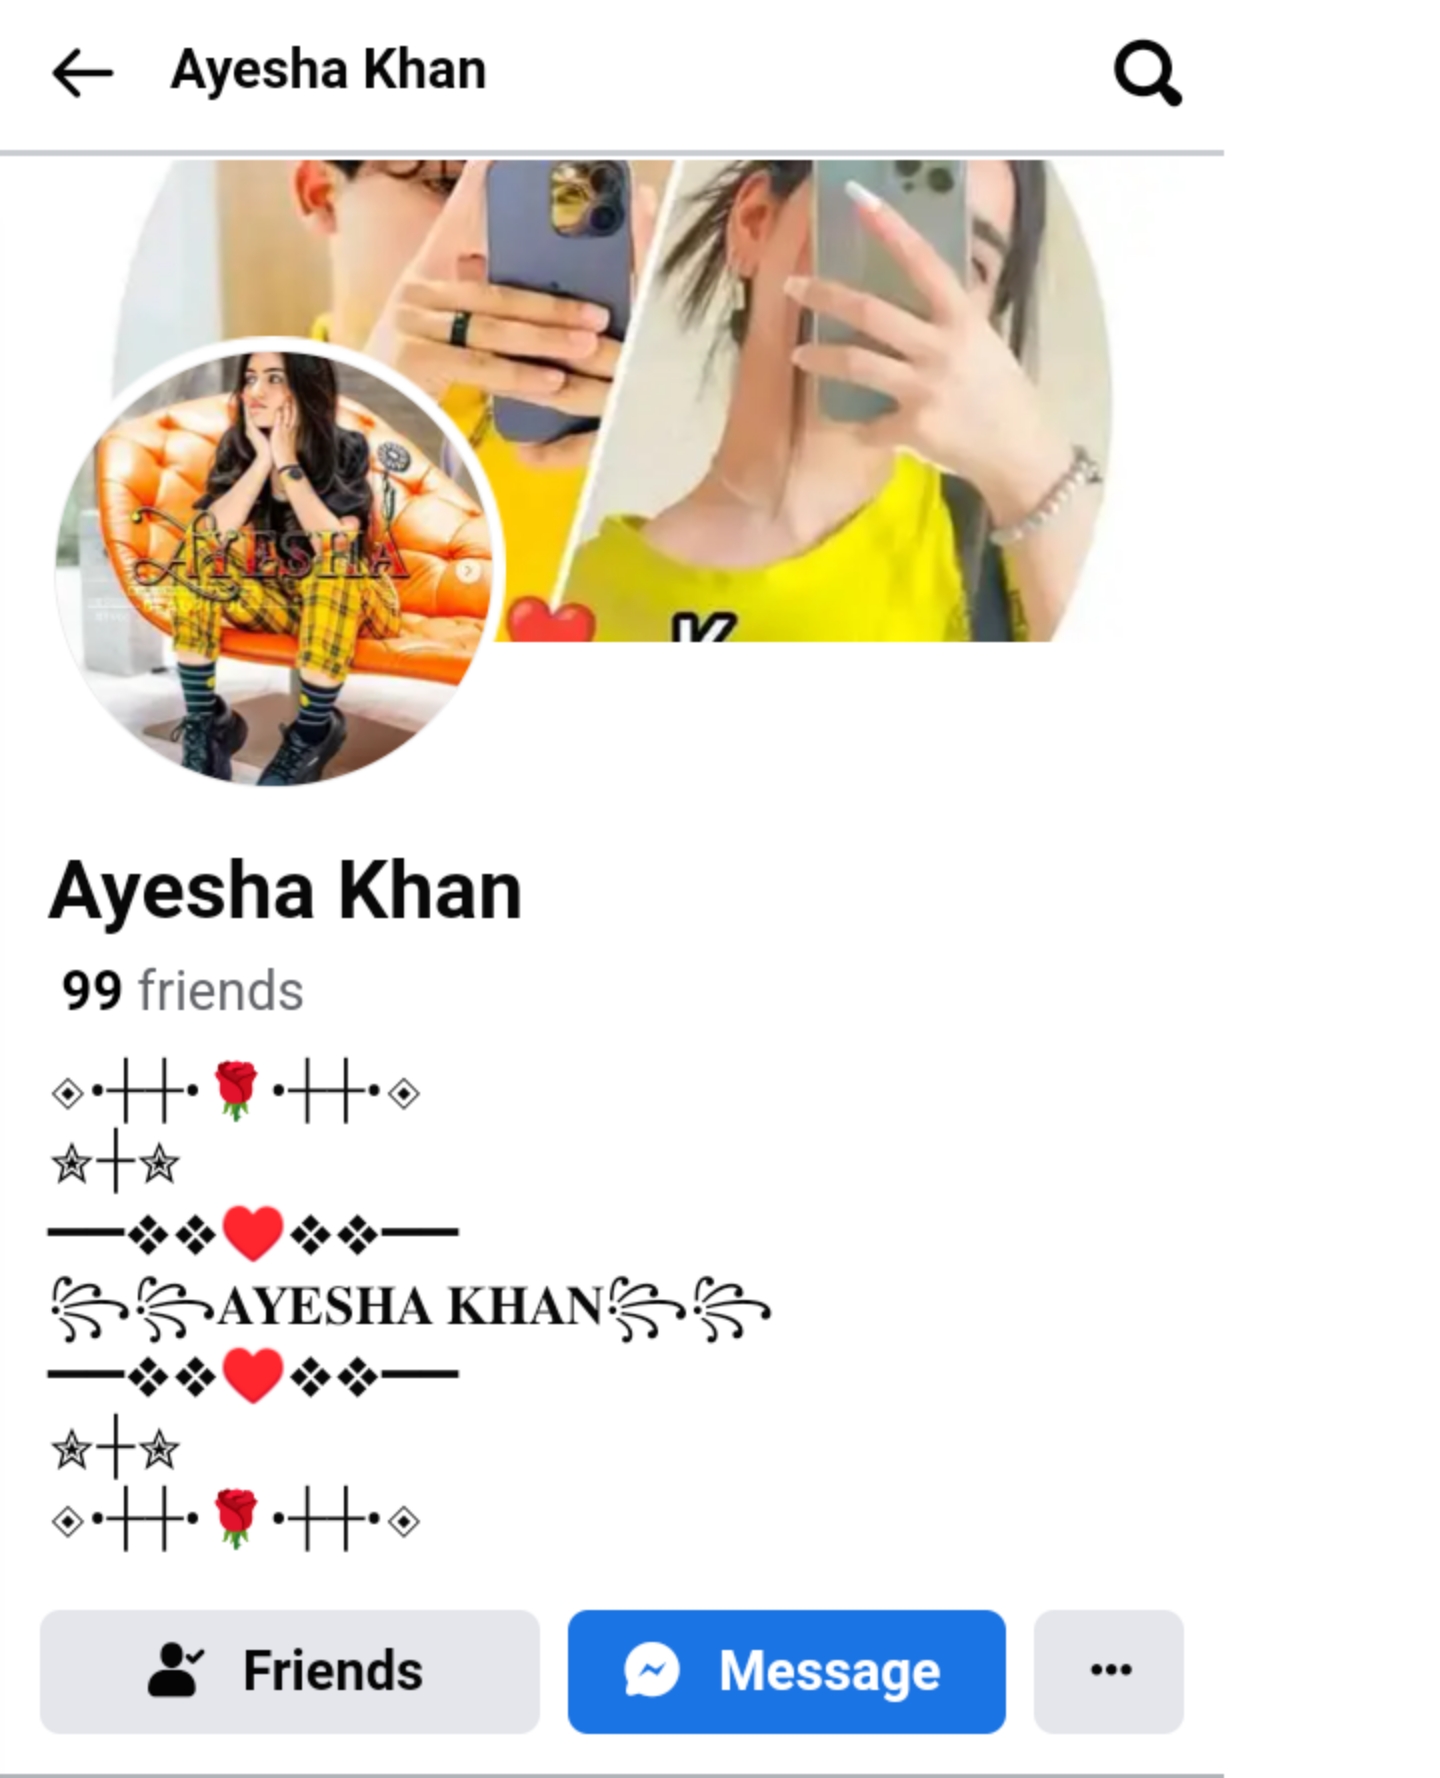 Ayesha Khan
K
AYESHA
Ayesha Khan
99 friends
◈•┼┼•🌹•┼┼•◈
✯┼✯
━━❖❖❤️❖❖━━
꧂꧂AYESHA KHAN꧂꧂
━━❖❖❤️❖❖━━
✯┼✯
◈•┼┼•🌹•┼┼•◈
Friends
Message